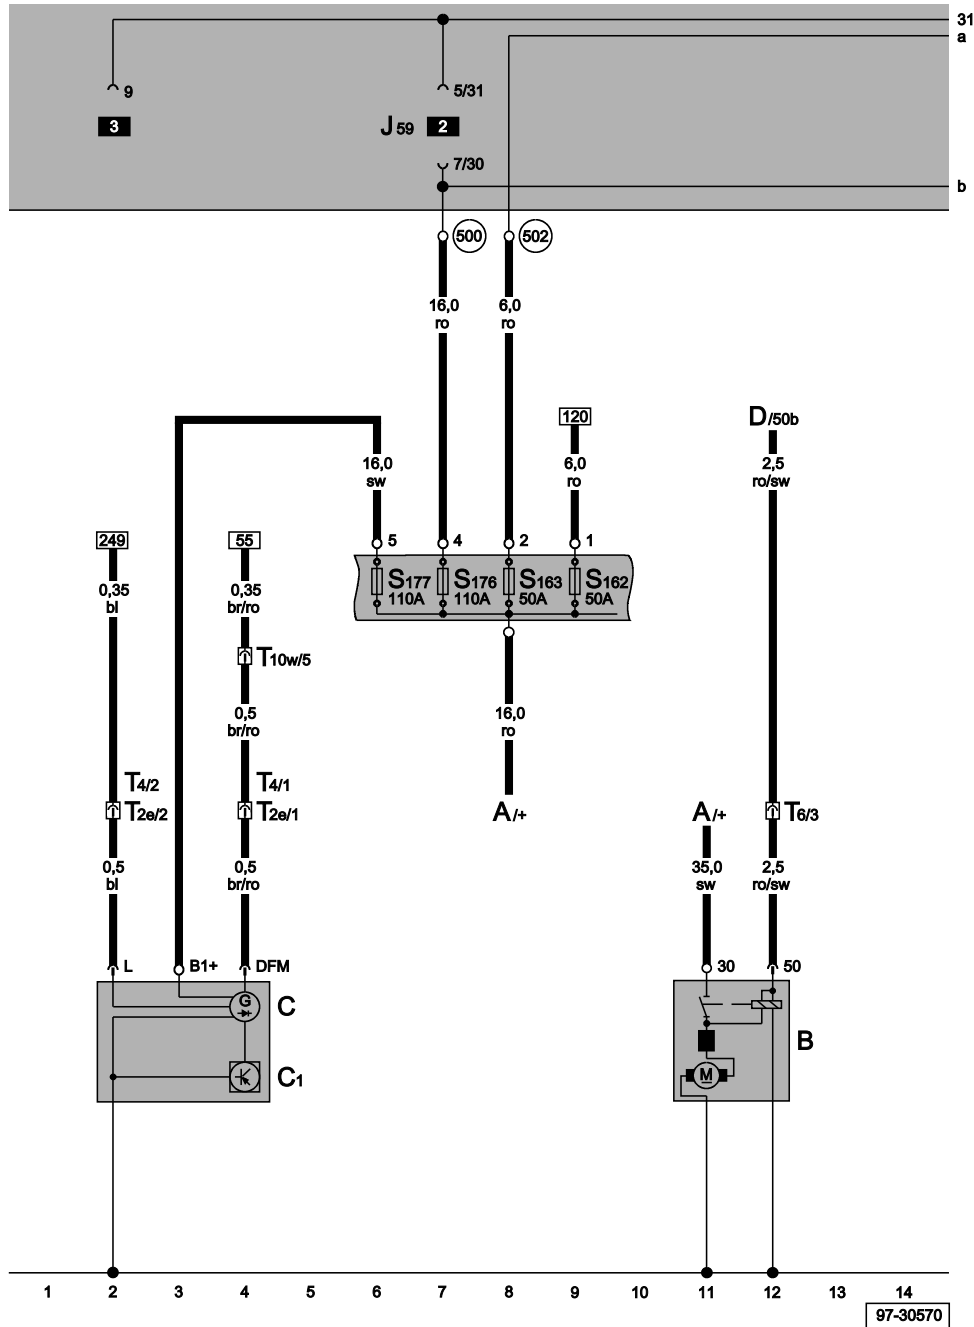 31
a
9
5/31
3
J59 2
7/30
b
500
502
16,0
ro
6,0
ro
120
D/50b
16,0
sw
6,0
ro
2,5
ro/sw
249
55
5
4
2
1
S177
110A
S176
110A
S163
50A
S162
50A
0,35
bl
0,35
br/ro
T10w/5
0,5
br/ro
16,0
ro
T4/2
T2e/2
T4/1
T2e/1
A/+
A/+
T6/3
0,5
bl
0,5
br/ro
35,0
sw
2,5
ro/sw
L
B1+
DFM
30
50
G
C
B
M
C1
1 2 3 4 5 6 7 8 9 10 11 12 13 14
97-30570